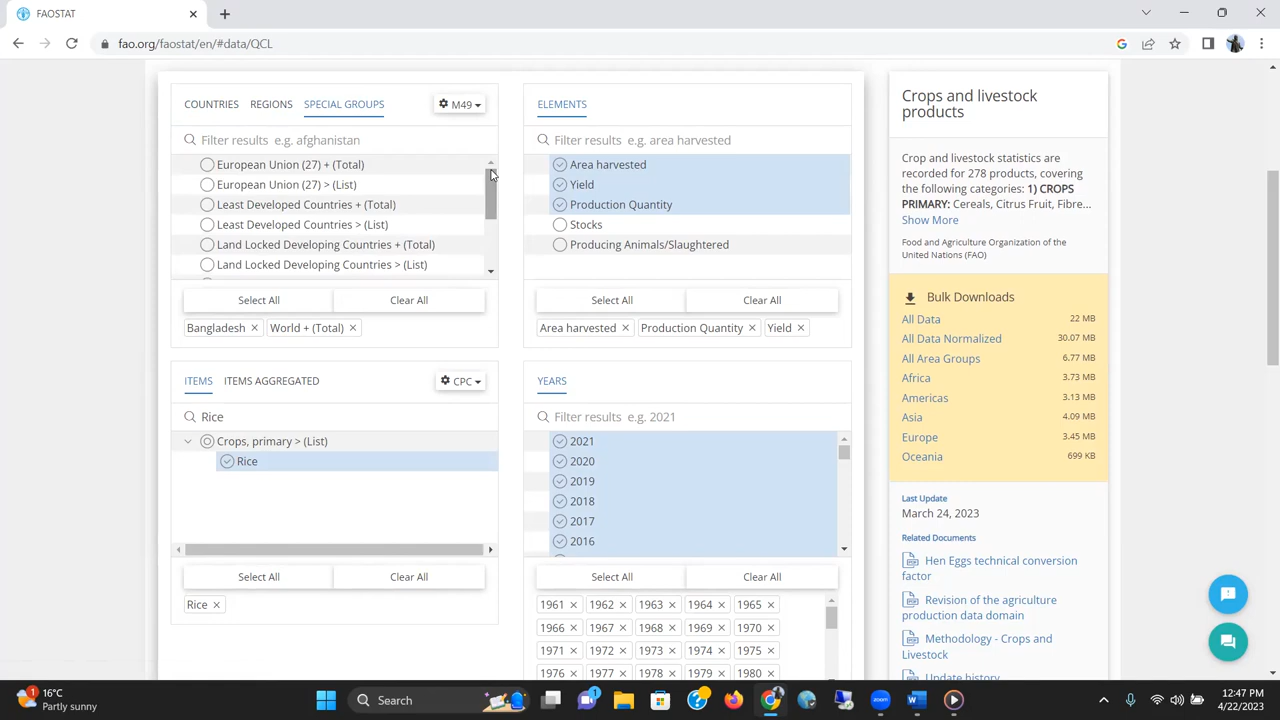 FAOSTAT
fao.org/faostat/en/#data/QCL
COUNTRIES REGIONS SPECIAL GROUPS M49
Filter results e.g. afghanistan
European Union (27) + (Total)
European Union (27) > (List)
Least Developed Countries + (Total)
Least Developed Countries > (List)
Land Locked Developing Countries + (Total)
Land Locked Developing Countries > (List)
Select All Clear All
Bangladesh × World + (Total) ×
ELEMENTS
Filter results e.g. area harvested
Area harvested
Yield
Production Quantity
Stocks
Producing Animals/Slaughtered
Select All Clear All
Area harvested × Production Quantity × Yield ×
ITEMS ITEMS AGGREGATED CPC
Rice
Crops, primary > (List)
Rice
Select All Clear All
Rice ×
YEARS
Filter results e.g. 2021
2021
2020
2019
2018
2017
2016
Select All Clear All
1961 × 1962 × 1963 × 1964 × 1965 ×
1966 × 1967 × 1968 × 1969 × 1970 ×
1971 × 1972 × 1973 × 1974 × 1975 ×
1976 × 1977 × 1978 × 1979 × 1980 ×
Crops and livestock
products
Crop and livestock statistics are
recorded for 278 products, covering
the following categories: 1) CROPS
PRIMARY: Cereals, Citrus Fruit, Fibre...
Show More
Food and Agriculture Organization of the
United Nations (FAO)
Bulk Downloads
All Data 22 MB
All Data Normalized 30.07 MB
All Area Groups 6.77 MB
Africa 3.73 MB
Americas 3.13 MB
Asia 4.09 MB
Europe 3.45 MB
Oceania 699 KB
Last Update
March 24, 2023
Related Documents
Hen Eggs technical conversion
factor
Revision of the agriculture
production data domain
Methodology - Crops and
Livestock
Update history
1
16°C
Partly sunny
Search
1
12:47 PM
4/22/2023